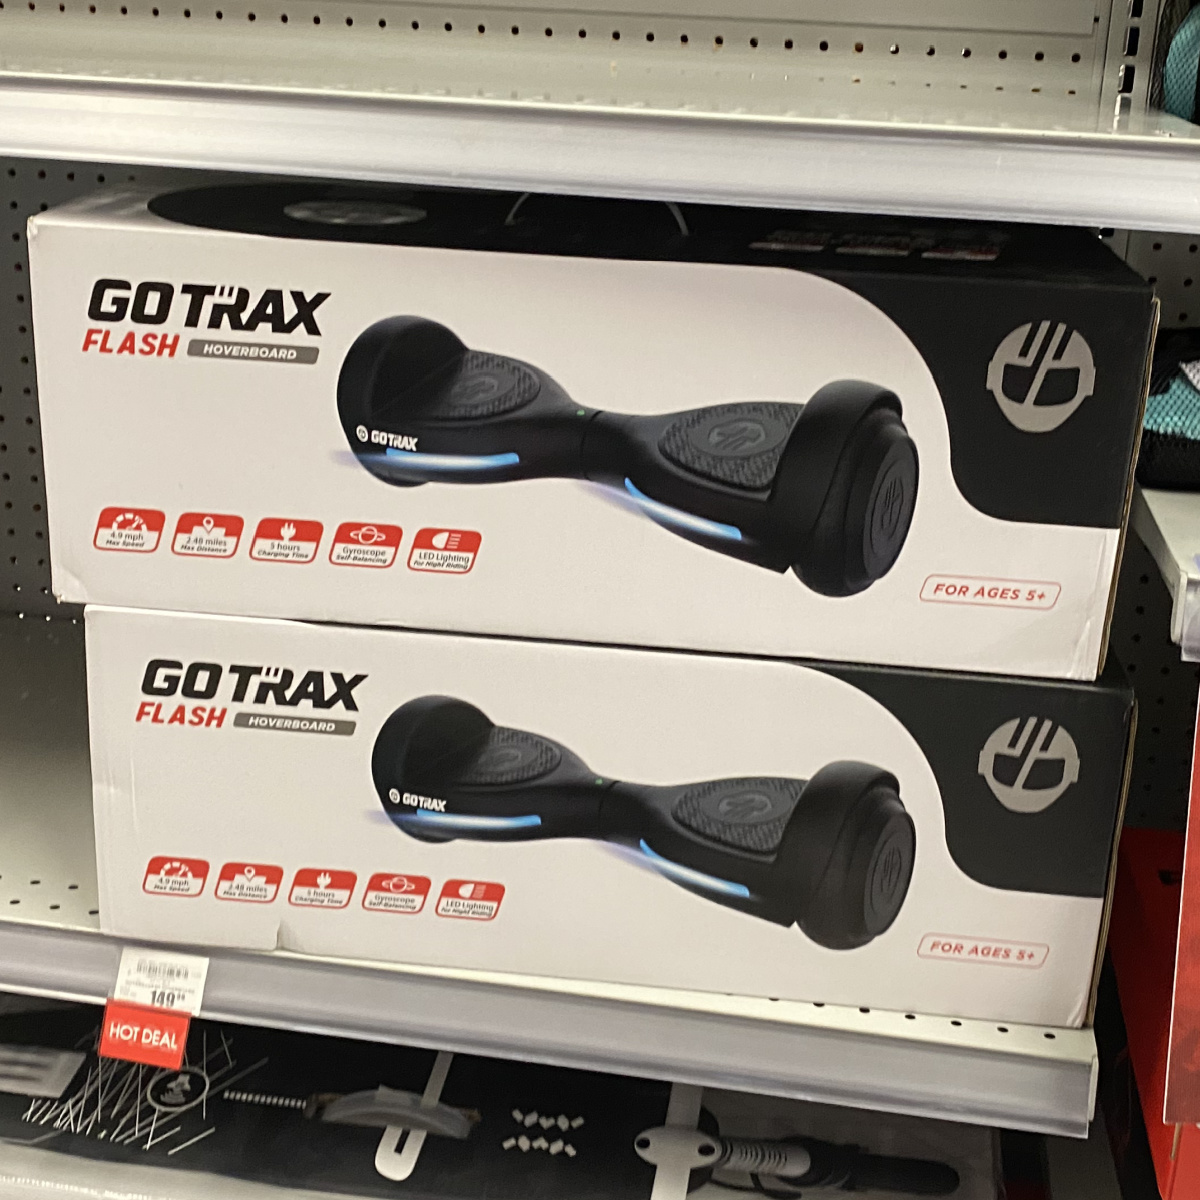 GOTRAX
FLASH HOVERBOARD
GOTRAX
4.9 mph
Max Speed
2.48 miles
Max Distance
5 hours
Charging Time
Gyroscope
Self-Balancing
LED Lighting
For Night Riding
FOR AGES 5+
GOTRAX
FLASH HOVERBOARD
GOTRAX
4.9 mph
Max Speed
2.48 miles
Max Distance
5 hours
Charging Time
Gyroscope
Self-Balancing
LED Lighting
For Night Riding
FOR AGES 5+
149
HOT DEAL